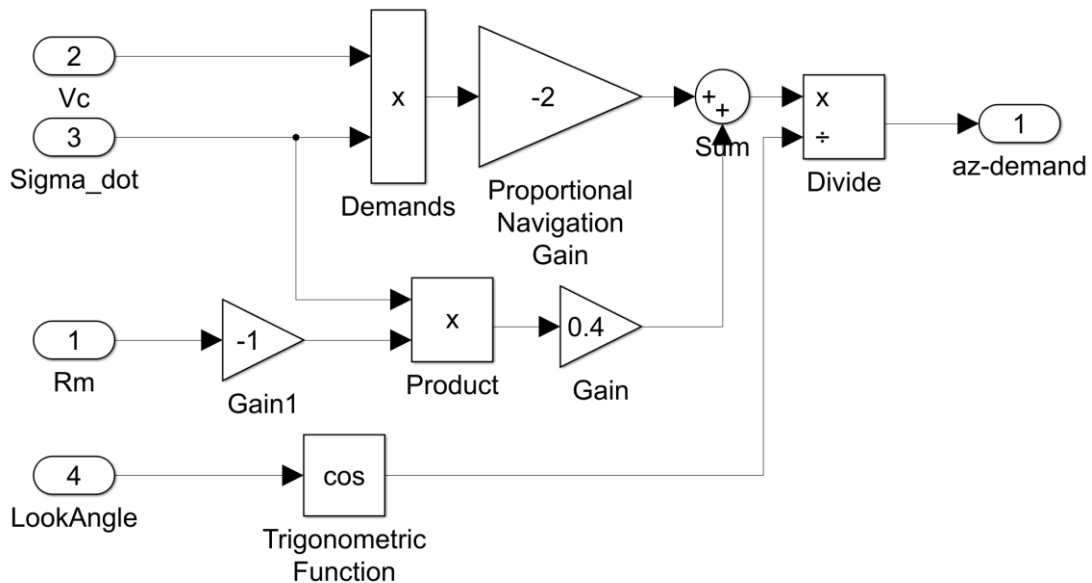 2
Vc
3
Sigma_dot
x
Demands
-2
Proportional
Navigation
Gain
+
+
Sum
x
÷
Divide
1
az-demand
1
Rm
-1
Gain1
x
Product
0.4
Gain
4
LookAngle
cos
Trigonometric
Function